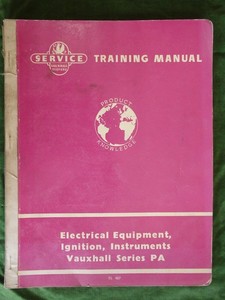 SERVICE
TRAINING MANUAL
PRODUCT
KNOWLEDGE
Electrical Equipment,
Ignition, Instruments
Vauxhall Series PA